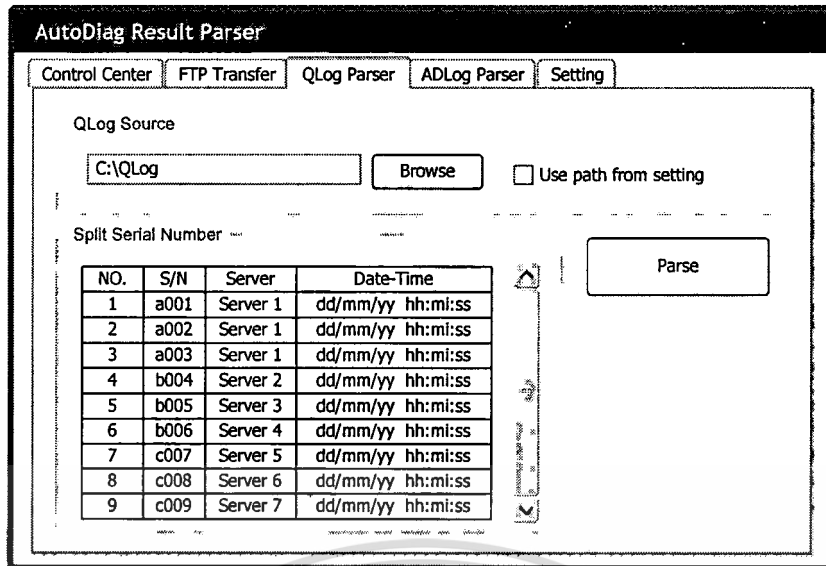 AutoDiag Result Parser
Control Center FTP Transfer QLog Parser ADLog Parser Setting
QLog Source
C:\QLog Browse Use path from setting
Split Serial Number
Parse
NO. S/N Server Date-Time
1 a001 Server 1 dd/mm/yy hh:mi:ss
2 a002 Server 1 dd/mm/yy hh:mi:ss
3 a003 Server 1 dd/mm/yy hh:mi:ss
4 b004 Server 2 dd/mm/yy hh:mi:ss
5 b005 Server 3 dd/mm/yy hh:mi:ss
6 b006 Server 4 dd/mm/yy hh:mi:ss
7 c007 Server 5 dd/mm/yy hh:mi:ss
8 c008 Server 6 dd/mm/yy hh:mi:ss
9 c009 Server 7 dd/mm/yy hh:mi:ss